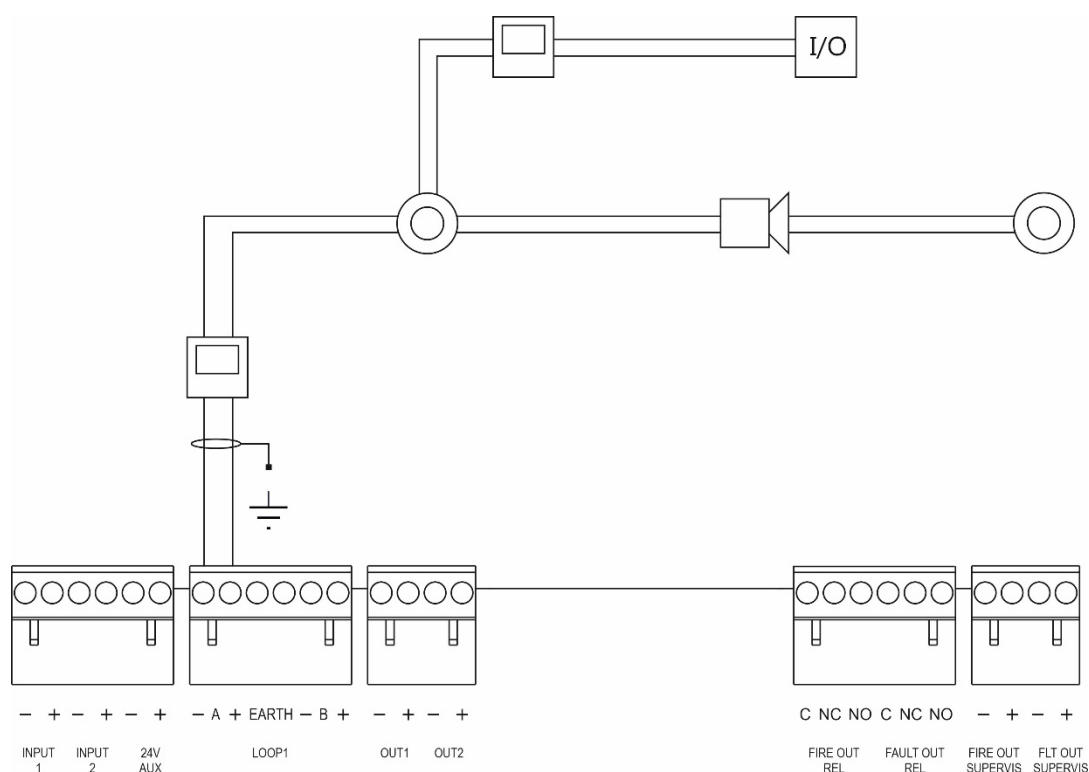 I/O
− + − + − + − A + EARTH − B + − + − + C NC NO C NC NO − + − +
INPUT 1
INPUT 2
24V AUX
LOOP1
OUT1
OUT2
FIRE OUT REL
FAULT OUT REL
FIRE OUT SUPERVIS
FLT OUT SUPERVIS